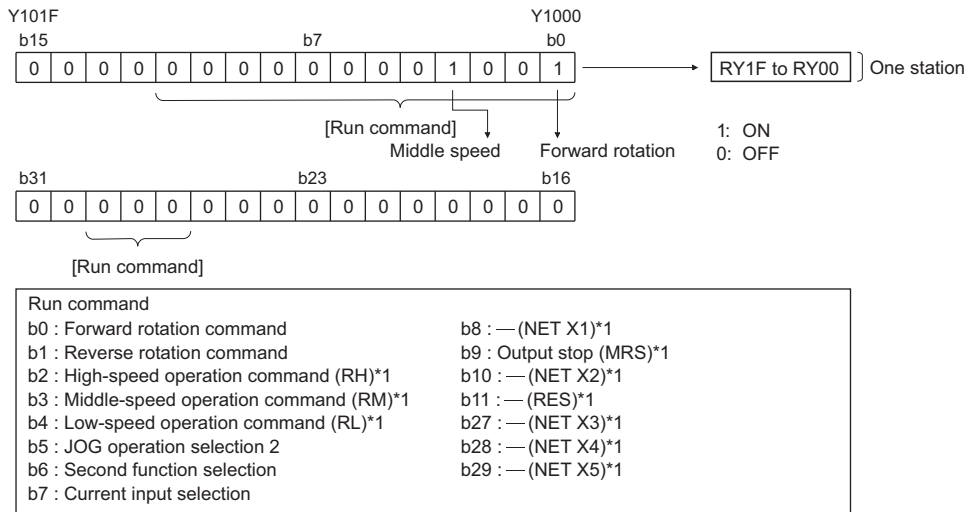 Y101F Y1000
b15 b7 b0
0 0 0 0 0 0 0 0 0 0 0 0 1 0 0 1 RY1F to RY00 One station
[Run command] 1: ON
Middle speed Forward rotation 0: OFF
b31 b23 b16
0 0 0 0 0 0 0 0 0 0 0 0 0 0 0 0
[Run command]
Run command
b0 : Forward rotation command
b1 : Reverse rotation command
b2 : High-speed operation command (RH)*1
b3 : Middle-speed operation command (RM)*1
b4 : Low-speed operation command (RL)*1
b5 : JOG operation selection 2
b6 : Second function selection
b7 : Current input selection
b8 : — (NET X1)*1
b9 : Output stop (MRS)*1
b10 : — (NET X2)*1
b11 : — (RES)*1
b27 : — (NET X3)*1
b28 : — (NET X4)*1
b29 : — (NET X5)*1